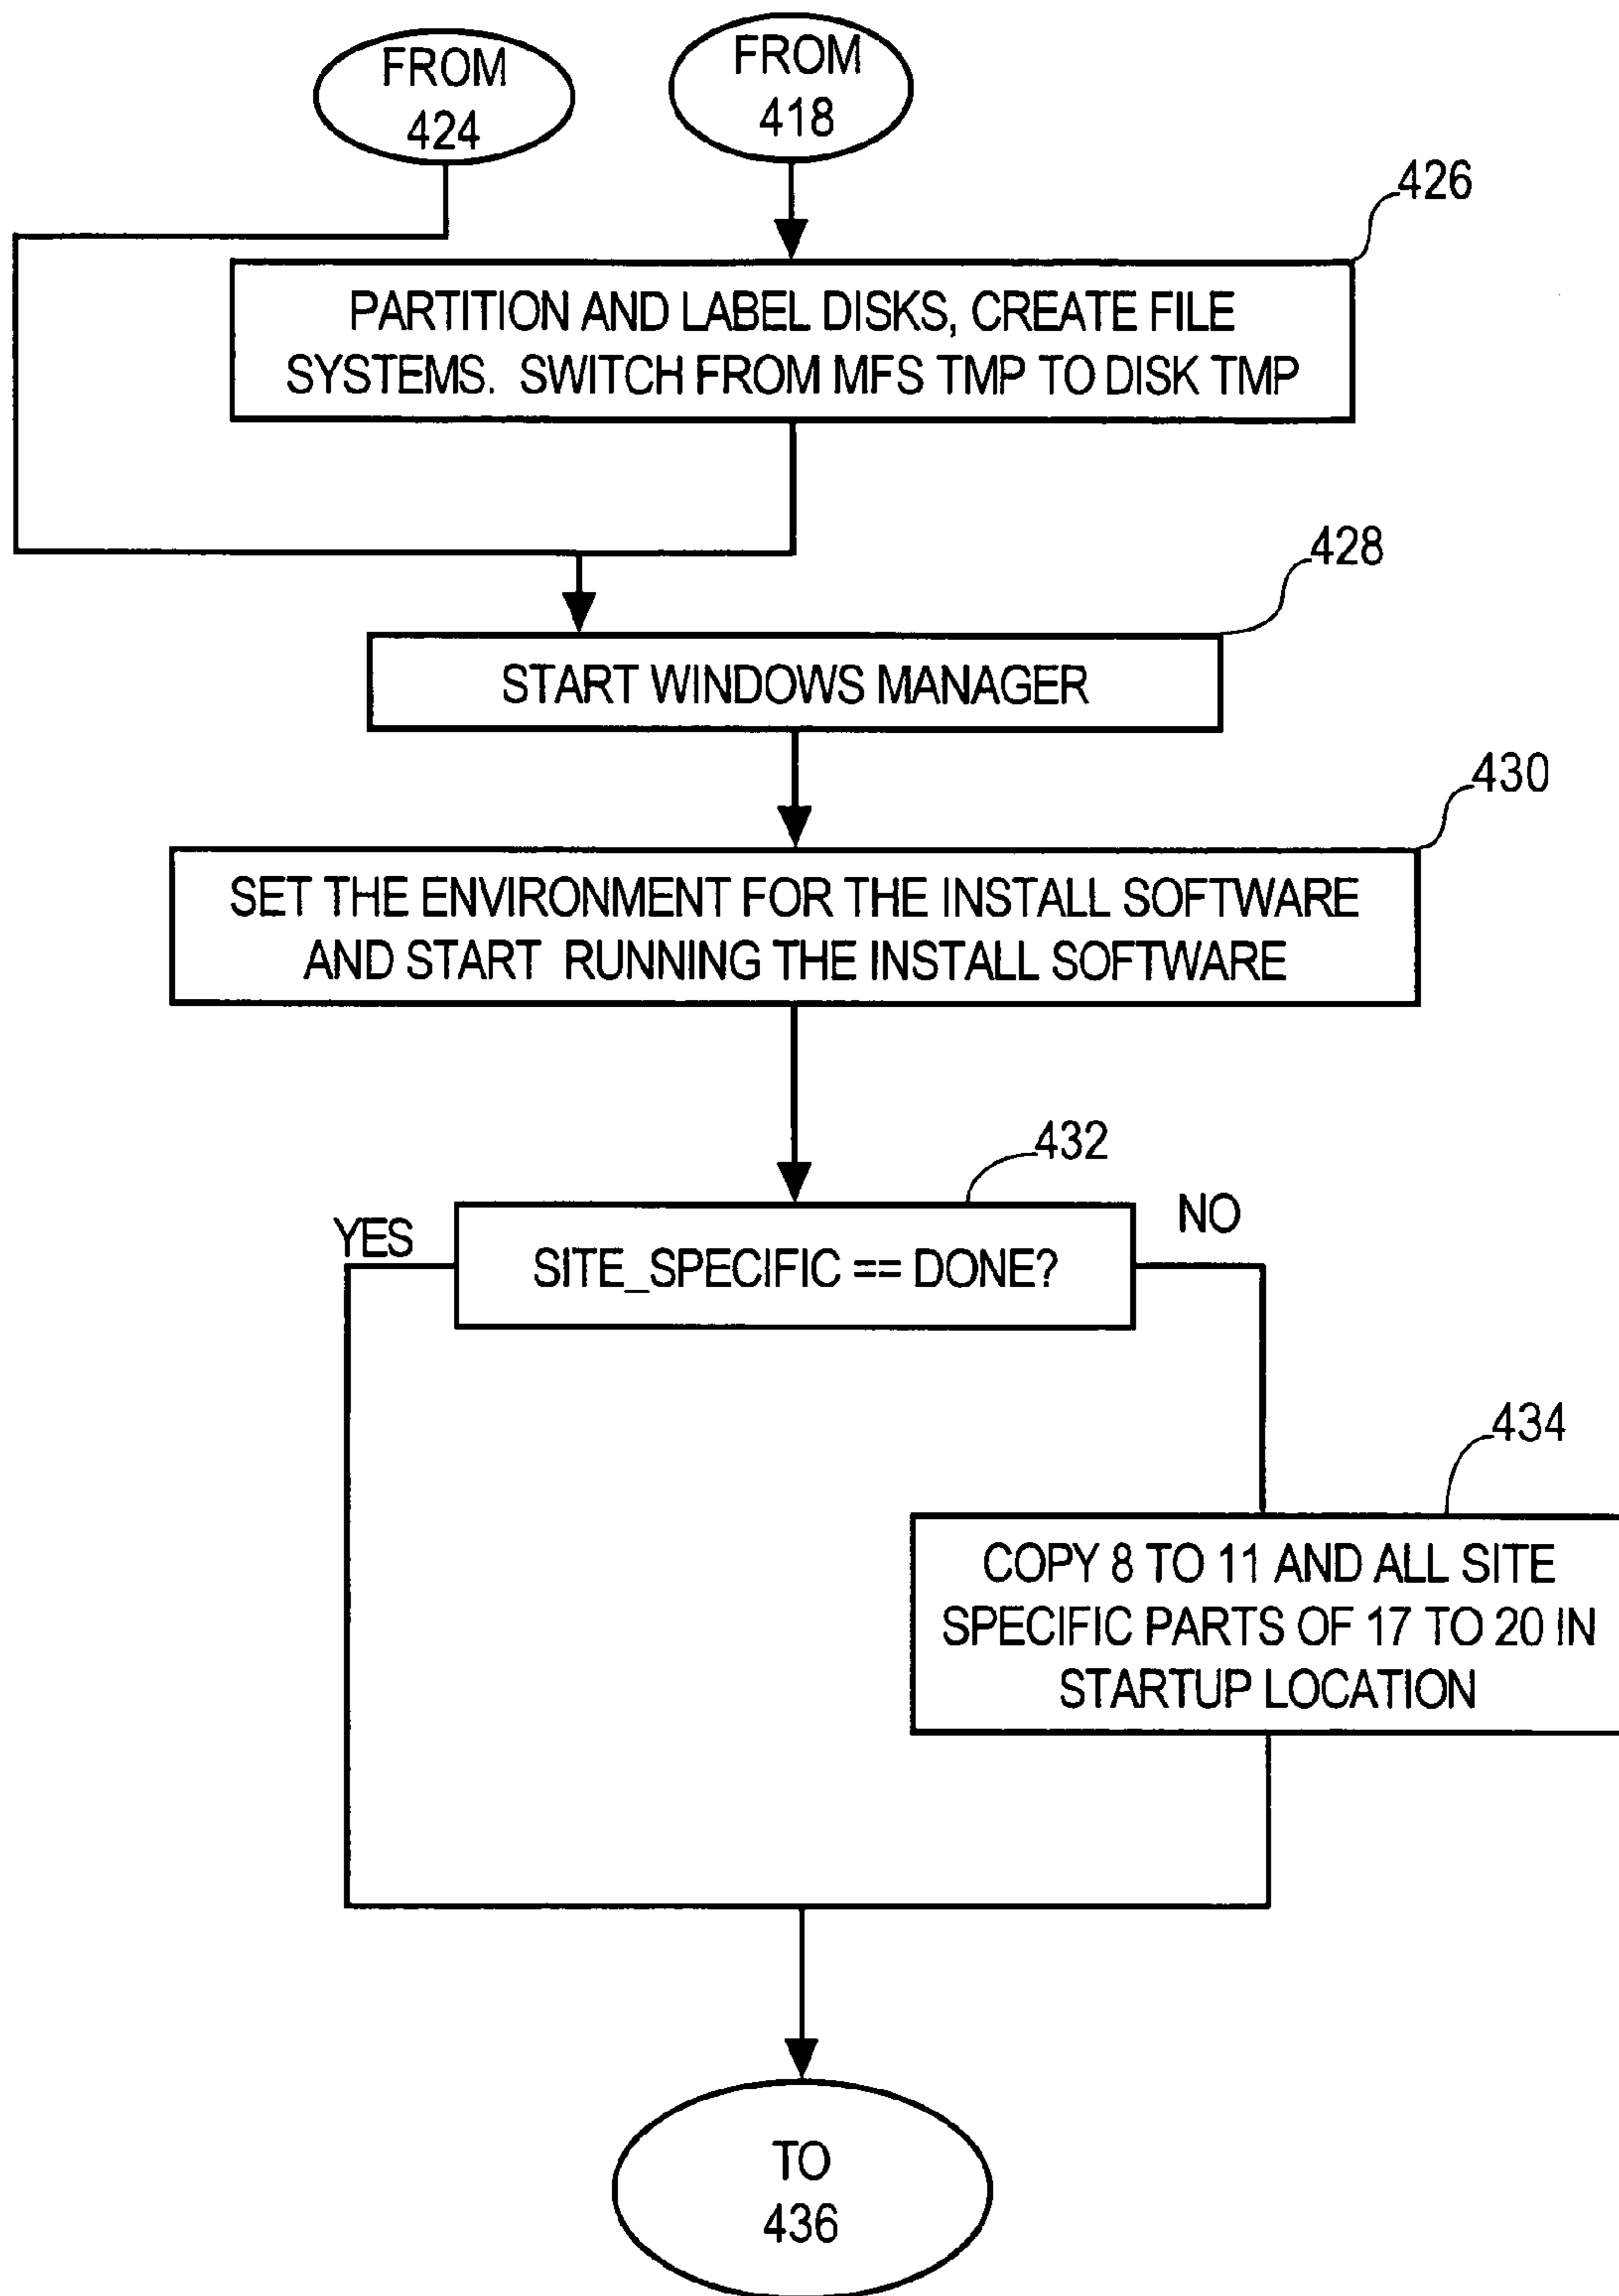 FROM
424
FROM
418
426
PARTITION AND LABEL DISKS, CREATE FILE
SYSTEMS. SWITCH FROM MFS TMP TO DISK TMP
428
START WINDOWS MANAGER
430
SET THE ENVIRONMENT FOR THE INSTALL SOFTWARE
AND START RUNNING THE INSTALL SOFTWARE
432
YES
NO
SITE_SPECIFIC == DONE?
434
COPY 8 TO 11 AND ALL SITE
SPECIFIC PARTS OF 17 TO 20 IN
STARTUP LOCATION
TO
436